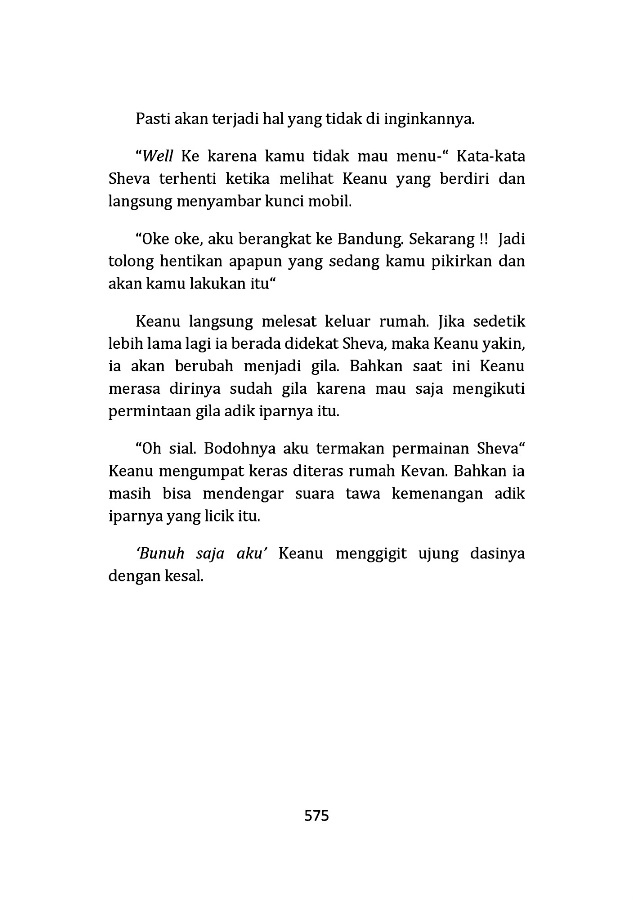 Pasti akan terjadi hal yang tidak di inginkannya.
“Well Ke karena kamu tidak mau menu-“ Kata-kata
Sheva terhenti ketika melihat Keanu yang berdiri dan
langsung menyambar kunci mobil.
“Oke oke, aku berangkat ke Bandung. Sekarang !! Jadi
tolong hentikan apapun yang sedang kamu pikirkan dan
akan kamu lakukan itu“
Keanu langsung melesat keluar rumah. Jika sedetik
lebih lama lagi ia berada didekat Sheva, maka Keanu yakin,
ia akan berubah menjadi gila. Bahkan saat ini Keanu
merasa dirinya sudah gila karena mau saja mengikuti
permintaan gila adik iparnya itu.
“Oh sial. Bodohnya aku termakan permainan Sheva“
Keanu mengumpat keras diteras rumah Kevan. Bahkan ia
masih bisa mendengar suara tawa kemenangan adik
iparnya yang licik itu.
‘Bunuh saja aku’ Keanu menggigit ujung dasinya
dengan kesal.
575